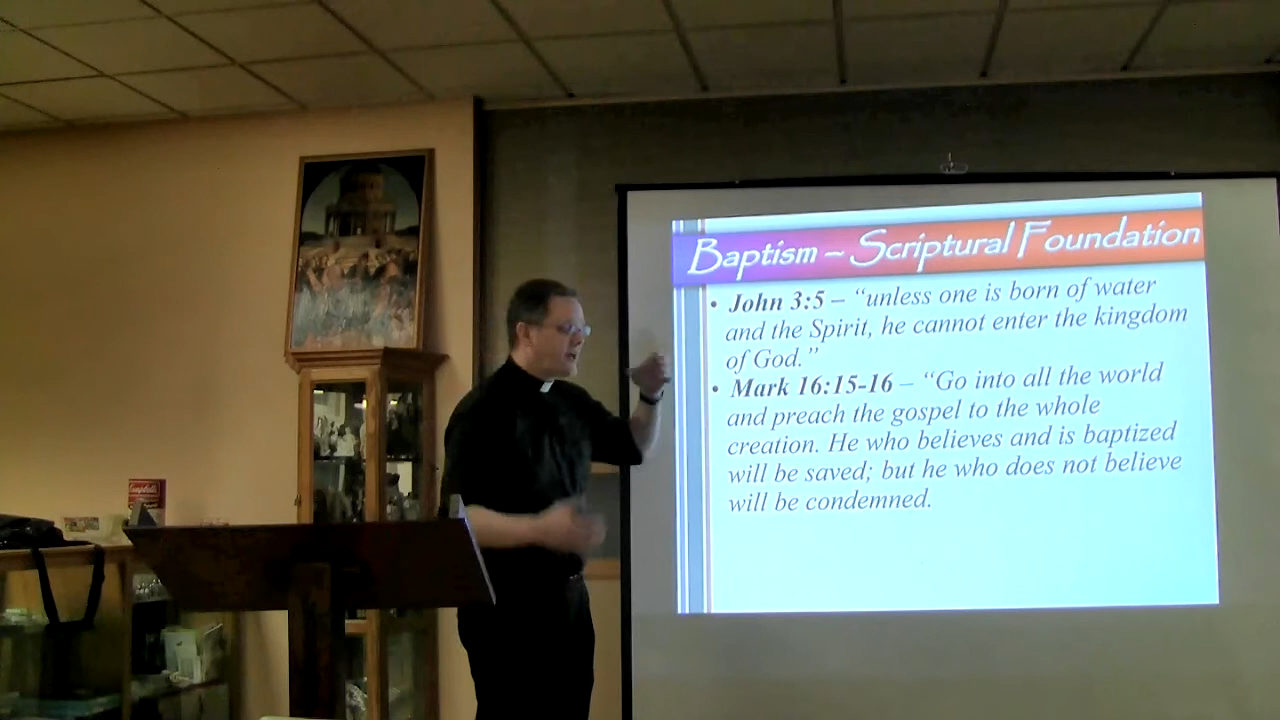 Baptism – Scriptural Foundation
• John 3:5 – “unless one is born of water
and the Spirit, he cannot enter the kingdom
of God.”
• Mark 16:15-16 – “Go into all the world
and preach the gospel to the whole
creation. He who believes and is baptized
will be saved; but he who does not believe
will be condemned.
Campbell's